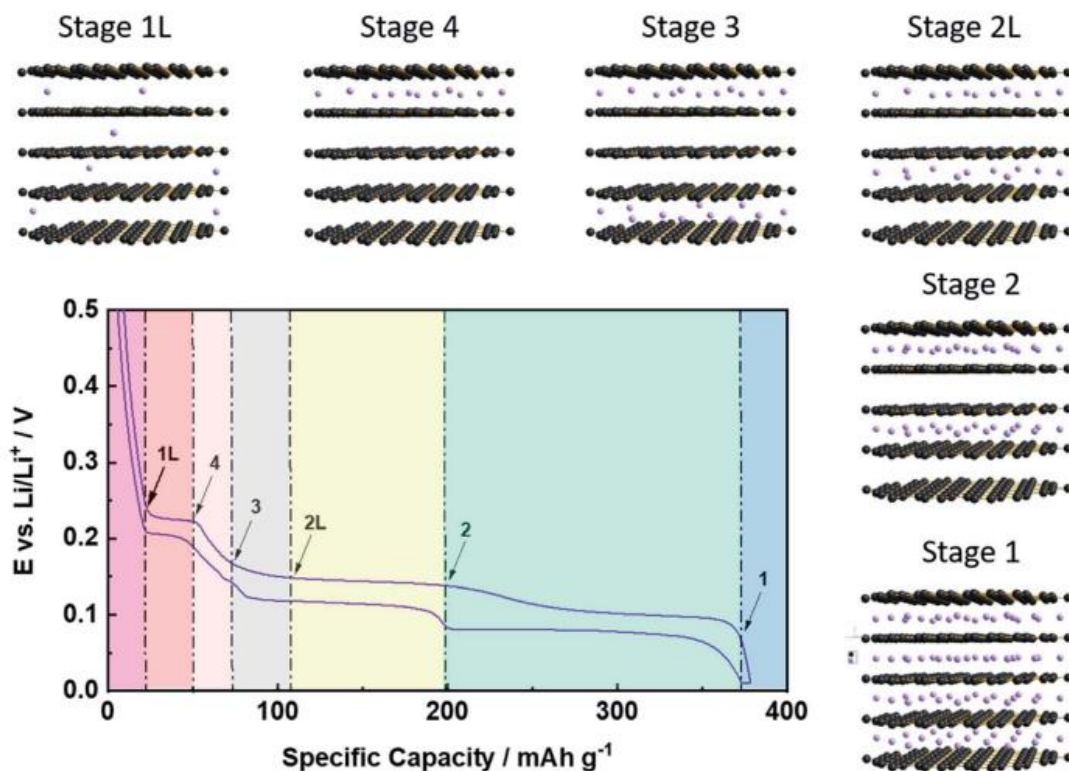 Stage 1L
Stage 4
Stage 3
Stage 2L
Stage 2
Stage 1
E vs. Li/Li⁺ / V
0.5
0.4
0.3
0.2
0.1
0.0
1L
4
3
2L
2
1
0
100
200
300
400
Specific Capacity / mAh g⁻¹